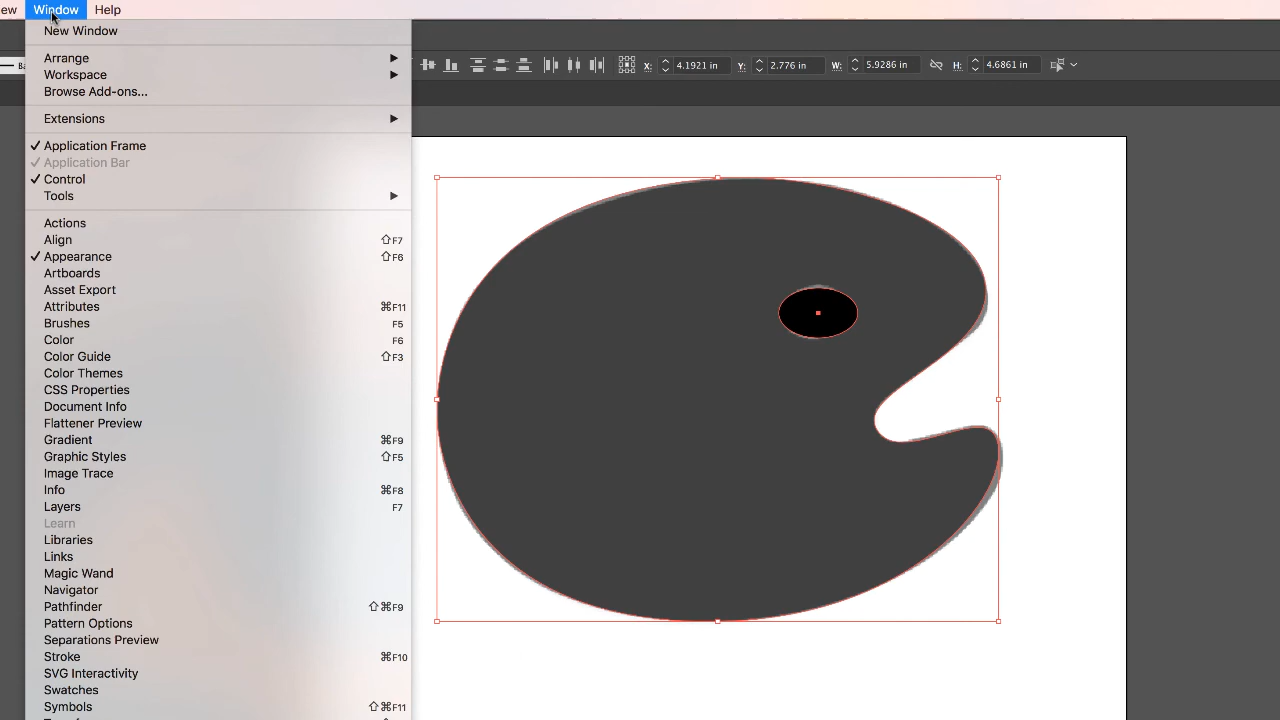 ew Window Help
New Window
Ba X: 4.1921 in Y: 2.776 in W: 5.9286 in H: 4.6861 in
Arrange
Workspace
Browse Add-ons...
Extensions
✓ Application Frame
✓ Application Bar
✓ Control
Tools
Actions
Align ⇧F7
✓ Appearance ⇧F6
Artboards
Asset Export
Attributes ⌘F11
Brushes F5
Color F6
Color Guide ⇧F3
Color Themes
CSS Properties
Document Info
Flattener Preview
Gradient ⌘F9
Graphic Styles ⇧F5
Image Trace
Info ⌘F8
Layers F7
Learn
Libraries
Links
Magic Wand
Navigator
Pathfinder ⇧⌘F9
Pattern Options
Separations Preview
Stroke ⌘F10
SVG Interactivity
Swatches
Symbols ⇧⌘F11